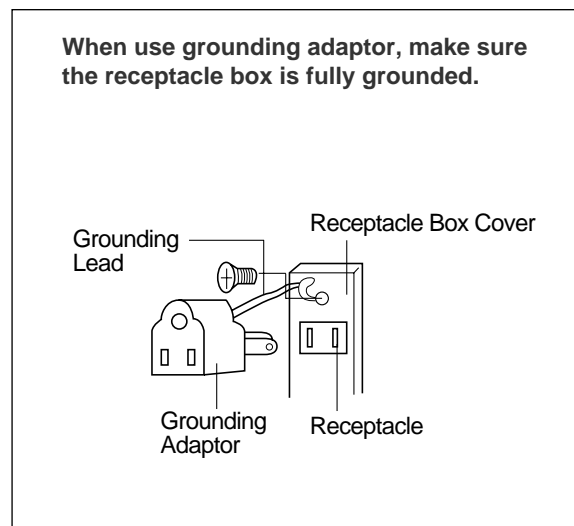 When use grounding adaptor, make sure
the receptacle box is fully grounded.
Grounding
Lead
Receptacle Box Cover
Grounding
Adaptor
Receptacle